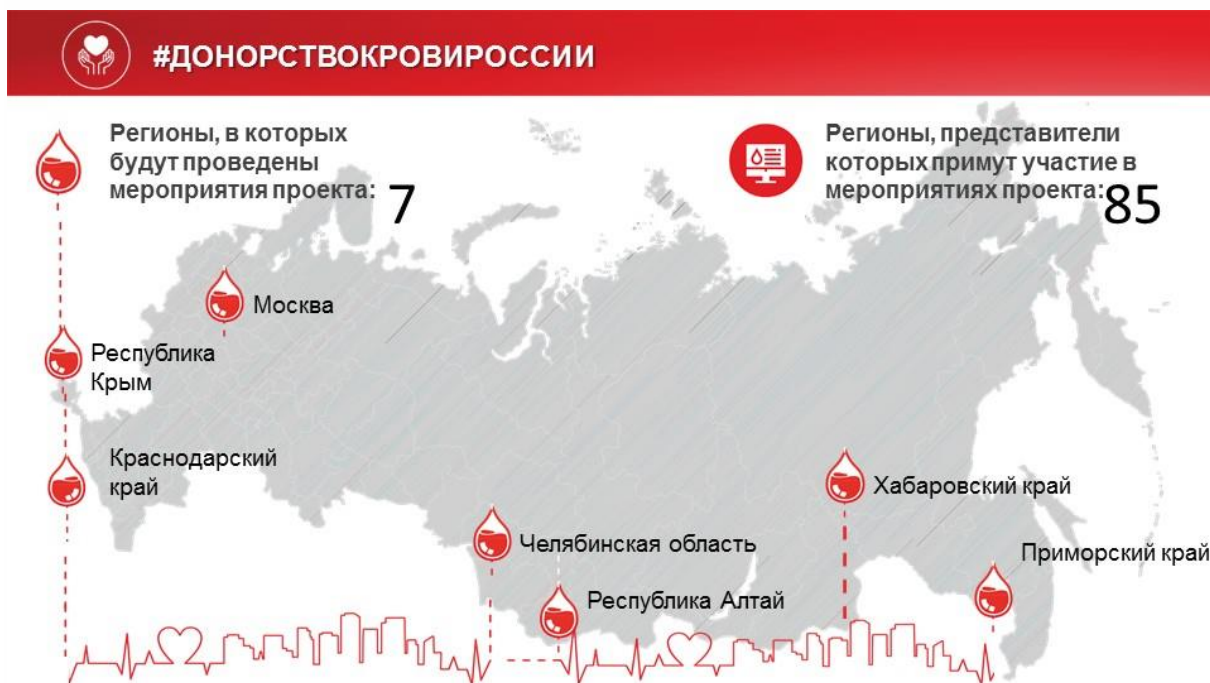 #ДОНОРСТВОКРОВИРОССИИ
Регионы, в которых
будут проведены
мероприятия проекта:
7
Регионы, представители
которых примут участие в
мероприятиях проекта:
85
Москва
Республика
Крым
Краснодарский
край
Хабаровский край
Челябинская область
Приморский край
Республика Алтай